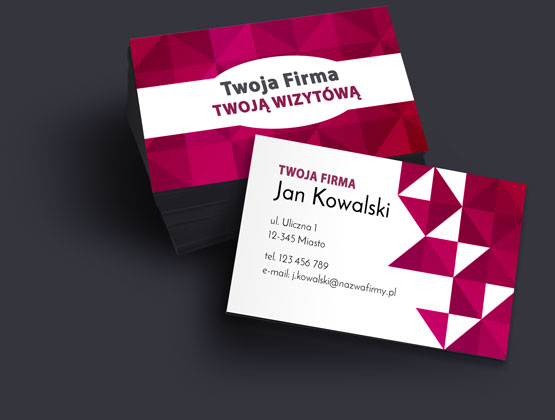 Twoja Firma
TWOJĄ WIZYTÓWĄ
TWOJA FIRMA
Jan Kowalski
ul. Uliczna 1
12-345 Miasto
tel. 123 456 789
e-mail: j.kowalski@nazwafirmy.pl